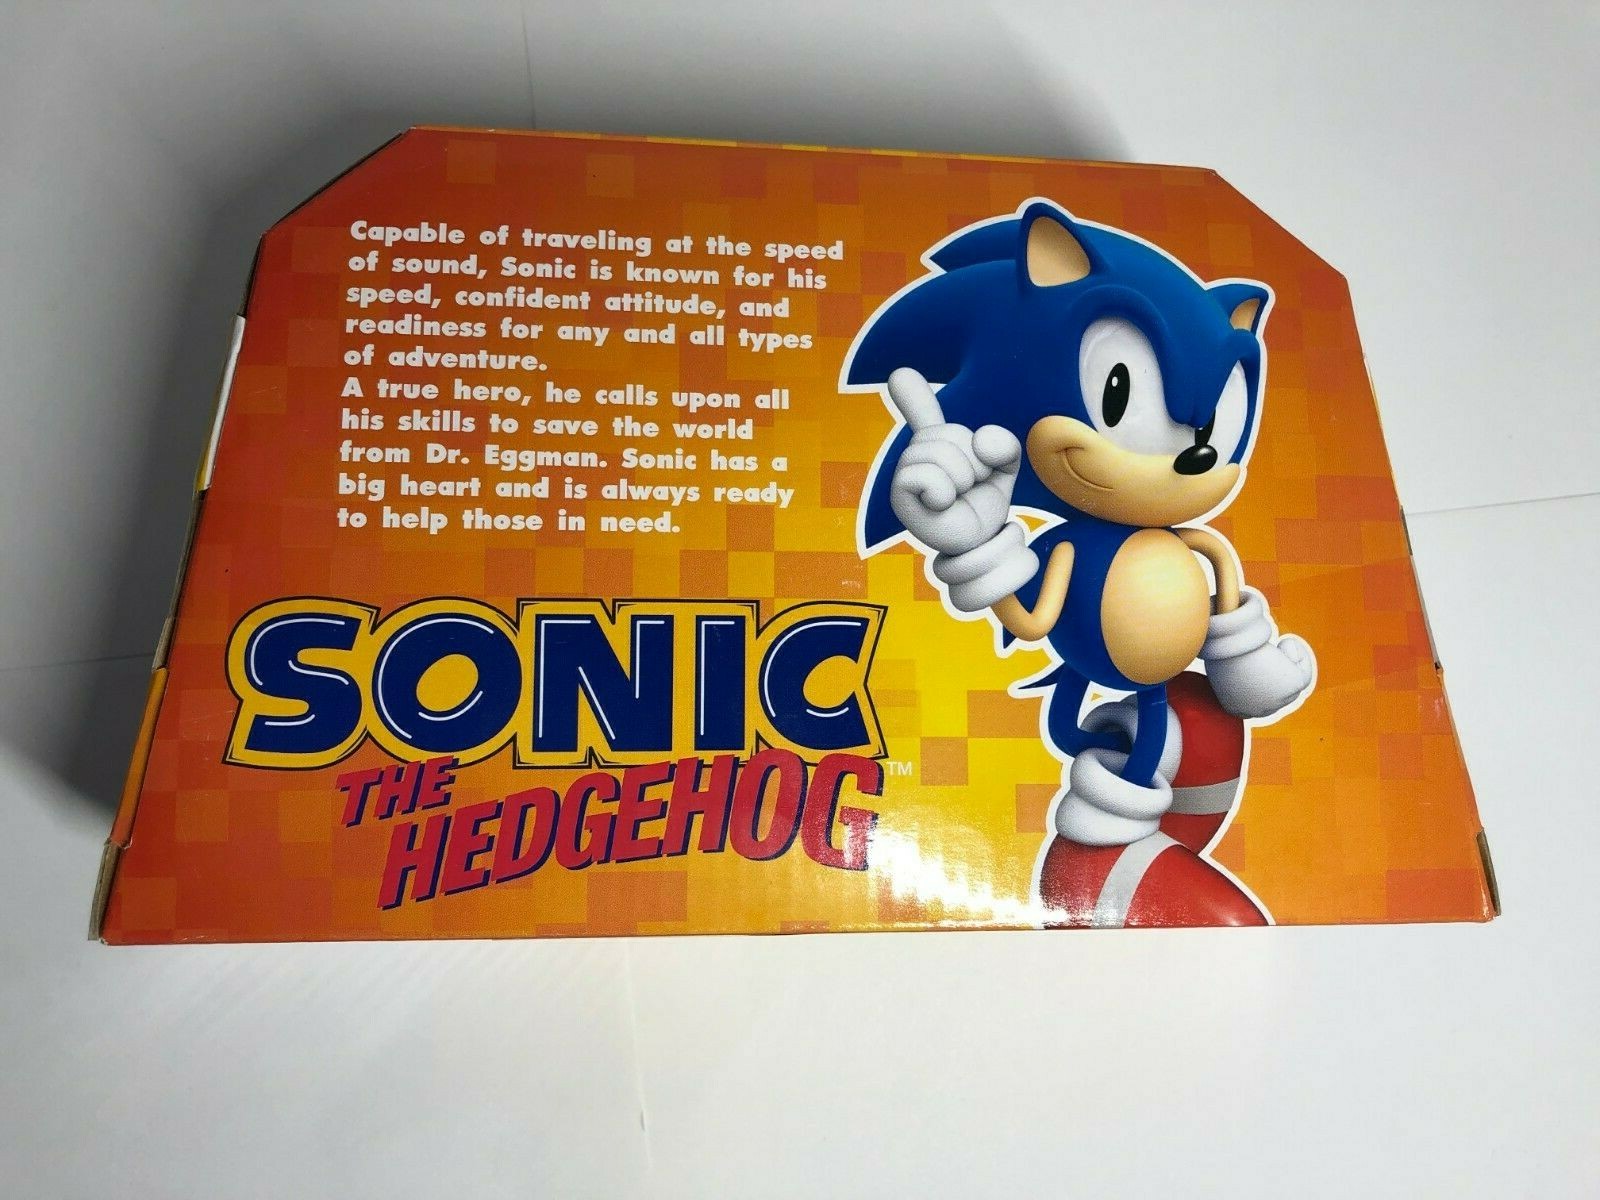 Capable of traveling at the speed
of sound, Sonic is known for his
speed, confident attitude, and
readiness for any and all types
of adventure.
A true hero, he calls upon all
his skills to save the world
from Dr. Eggman. Sonic has a
big heart and is always ready
to help those in need.
SONIC
THE
HEDGEHOG™